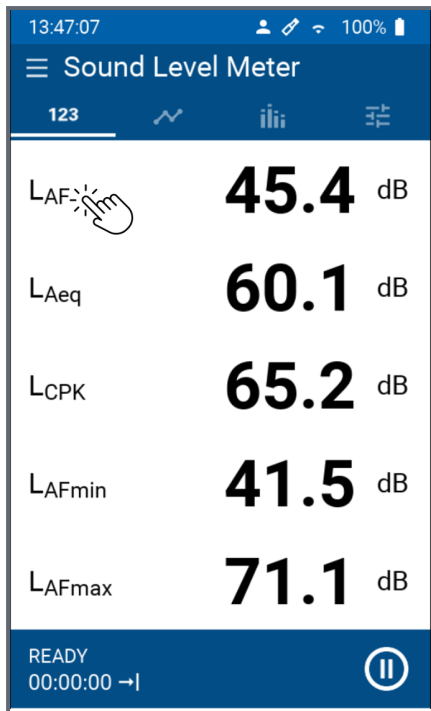 13:47:07 100%
Sound Level Meter
123
LAF 45.4 dB
LAeq 60.1 dB
LCPK 65.2 dB
LAFmin 41.5 dB
LAFmax 71.1 dB
READY
00:00:00